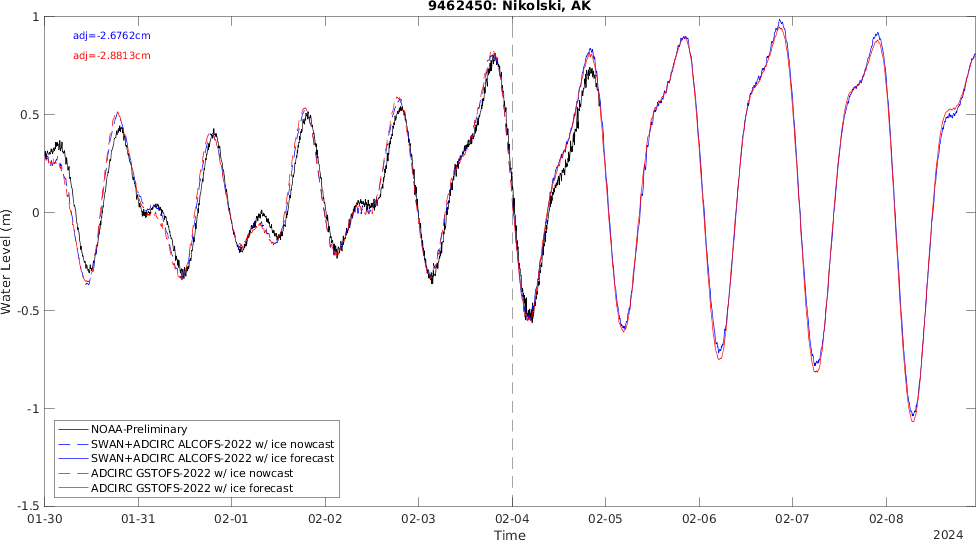 9462450: Nikolski, AK
adj=-2.6762cm
adj=-2.8813cm
1
0.5
0
-0.5
-1
-1.5
Water Level (m)
NOAA-Preliminary
SWAN+ADCIRC ALCOFS-2022 w/ ice nowcast
SWAN+ADCIRC ALCOFS-2022 w/ ice forecast
ADCIRC GSTOFS-2022 w/ ice nowcast
ADCIRC GSTOFS-2022 w/ ice forecast
01-30 01-31 02-01 02-02 02-03 02-04 02-05 02-06 02-07 02-08
Time
2024